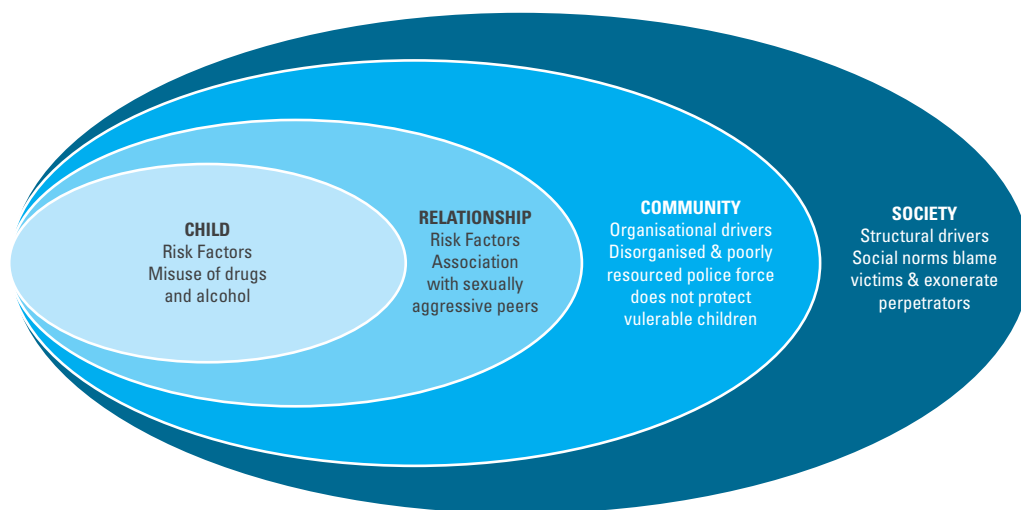 CHILD
Risk Factors
Misuse of drugs
and alcohol
RELATIONSHIP
Risk Factors
Association
with sexually
aggressive peers
COMMUNITY
Organisational drivers
Disorganised & poorly
resourced police force
does not protect
vulerable children
SOCIETY
Structural drivers
Social norms blame
victims & exonerate
perpetrators